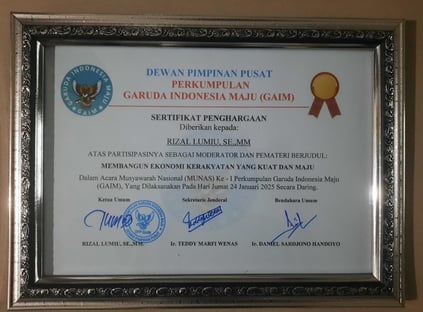 DEWAN PIMPINAN PUSAT
PERKUMPULAN
GARUDA INDONESIA MAJU (GAIM)
SERTIFIKAT PENGHARGAAN
Diberikan kepada:
RIZAL LUMIU, SE.,MM
ATAS PARTISIPASINYA SEBAGAI MODERATOR DAN PEMATERI BERJUDUL:
MEMBANGUN EKONOMI KERAKYATAN YANG KUAT DAN MAJU
Dalam Acara Musyawarah Nasional (MUNAS) Ke - I Perkumpulan Garuda Indonesia Maju
(GAIM), Yang Dilaksanakan Pada Hari Jumat 24 Januari 2025 Secara Daring.
Ketua Umum Sekretaris Jenderal Bendahara Umum
RIZAL LUMIU, SE., MM Ir. TEDDY MARFI WENAS Ir. DANIEL SARDJONO HANDOYO